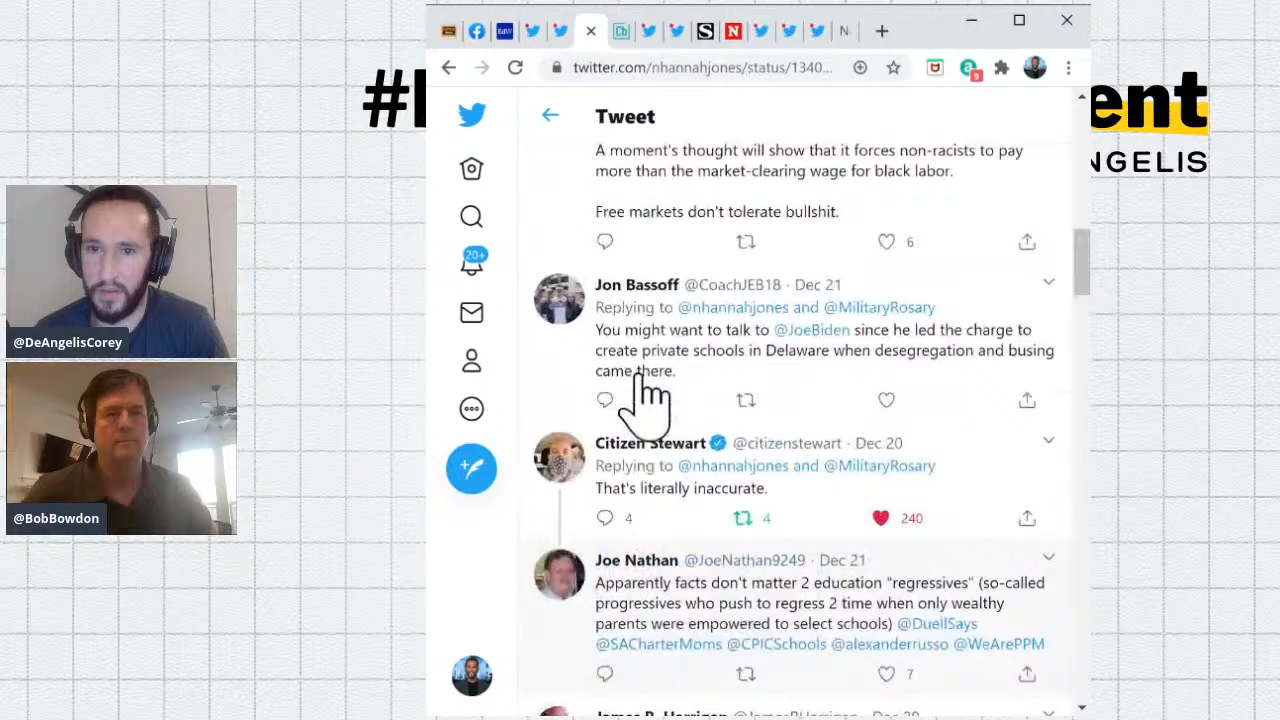 twitter.com/nhannahjones/status/1340...
9
#
ent
NGELIS
Tweet
A moment's thought will show that it forces non-racists to pay
more than the market-clearing wage for black labor.
Free markets don't tolerate bullshit.
6
20+
Jon Bassoff @CoachJEB18 · Dec 21
Replying to @nhannahjones and @MilitaryRosary
You might want to talk to @JoeBiden since he led the charge to
create private schools in Delaware when desegregation and busing
came there.
Citizen Stewart @citizenstewart · Dec 20
Replying to @nhannahjones and @MilitaryRosary
That's literally inaccurate.
4
4
240
Joe Nathan @JoeNathan9249 · Dec 21
Apparently facts don't matter 2 education "regressives" (so-called
progressives who push to regress 2 time when only wealthy
parents were empowered to select schools) @DuellSays
@SACharterMoms @CPICSchools @alexanderrusso @WeArePPM
7
@DeAngelisCorey
@BobBowdon